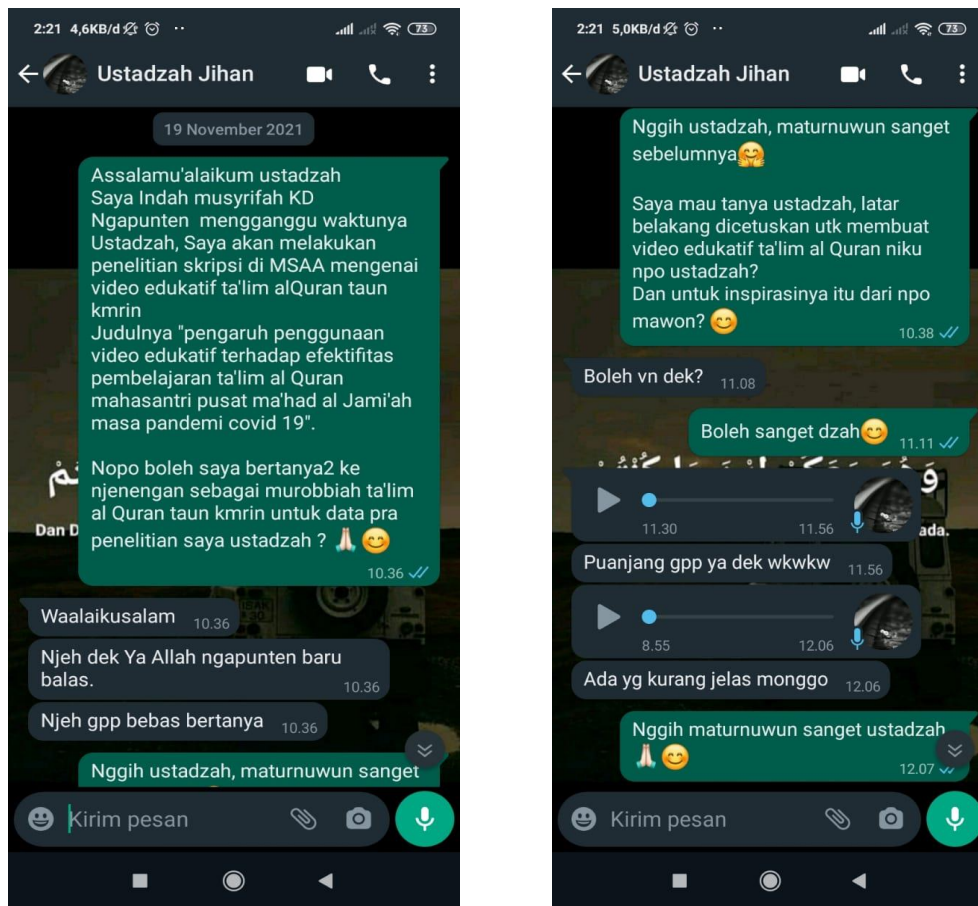 2:21 4,6KB/d
73
Ustadzah Jihan
19 November 2021
Assalamu'alaikum ustadzah
Saya Indah musyrifah KD
Ngapunten mengganggu waktunya
Ustadzah, Saya akan melakukan
penelitian skripsi di MSAA mengenai
video edukatif ta'lim alQuran taun
kmrin
Judulnya "pengaruh penggunaan
video edukatif terhadap efektifitas
pembelajaran ta'lim al Quran
mahasantri pusat ma'had al Jami'ah
masa pandemi covid 19".
Nopo boleh saya bertanya2 ke
njenengan sebagai murobbiah ta'lim
al Quran taun kmrin untuk data pra
penelitian saya ustadzah ? 🙏🏻 😊
10.36
Dan D
Waalaikusalam 10.36
Njeh dek Ya Allah ngapunten baru
balas. 10.36
Njeh gpp bebas bertanya 10.36
Nggih ustadzah, maturnuwun sanget
Kirim pesan
2:21 5,0KB/d
73
Ustadzah Jihan
Nggih ustadzah, maturnuwun sanget
sebelumnya🤗
Saya mau tanya ustadzah, latar
belakang dicetuskan utk membuat
video edukatif ta'lim al Quran niku
npo ustadzah?
Dan untuk inspirasinya itu dari npo
mawon? 😊 10.38
Boleh vn dek? 11.08
Boleh sanget dzah😊 11.11
11.30 11.56
ada.
Puanjang gpp ya dek wkwkw 11.56
8.55 12.06
Ada yg kurang jelas monggo 12.06
Nggih maturnuwun sanget ustadzah
🙏🏻😊 12.07
Kirim pesan